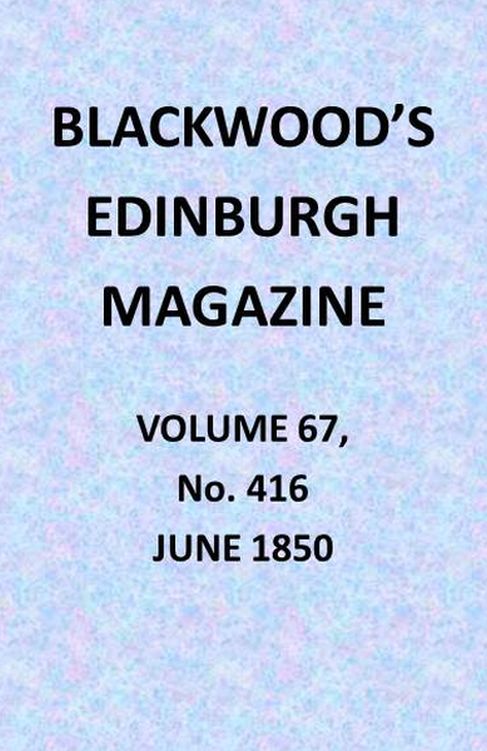 BLACKWOOD’S
EDINBURGH
MAGAZINE
VOLUME 67,
No. 416
JUNE 1850